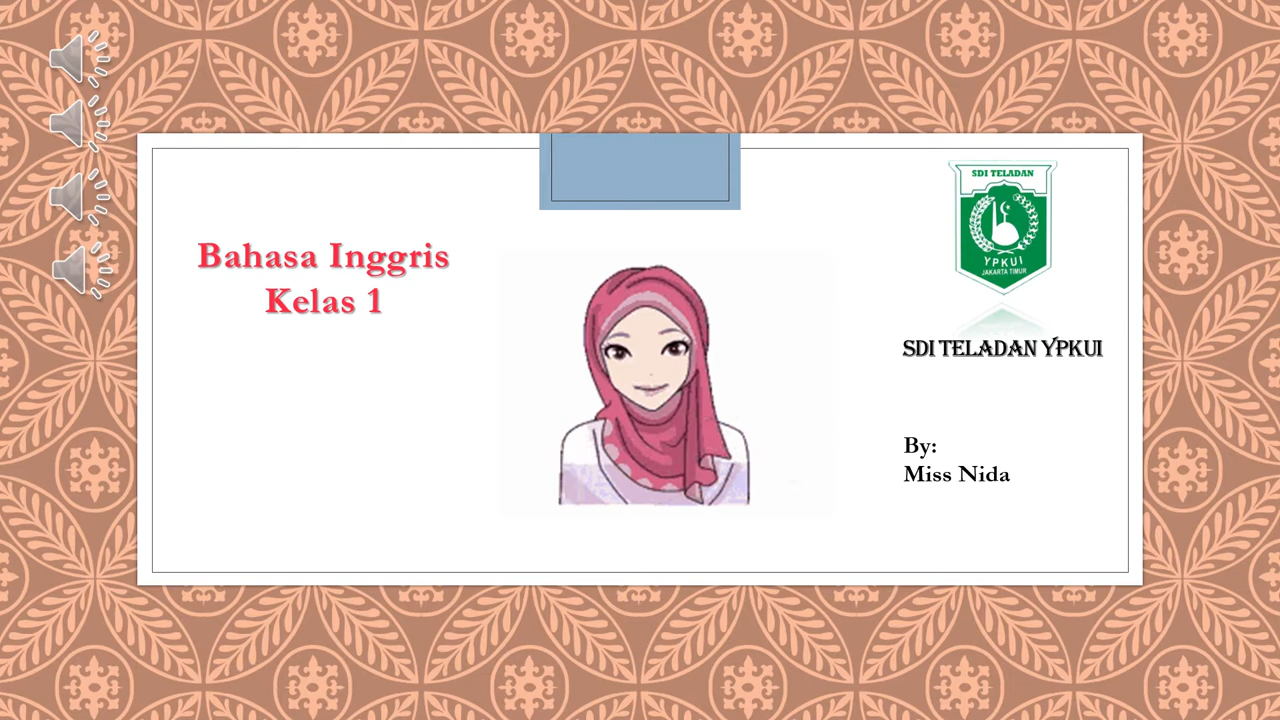 Bahasa Inggris
Kelas 1
SDI TELADAN
YPKUI
JAKARTA TIMUR
SDI TELADAN YPKUI
By:
Miss Nida